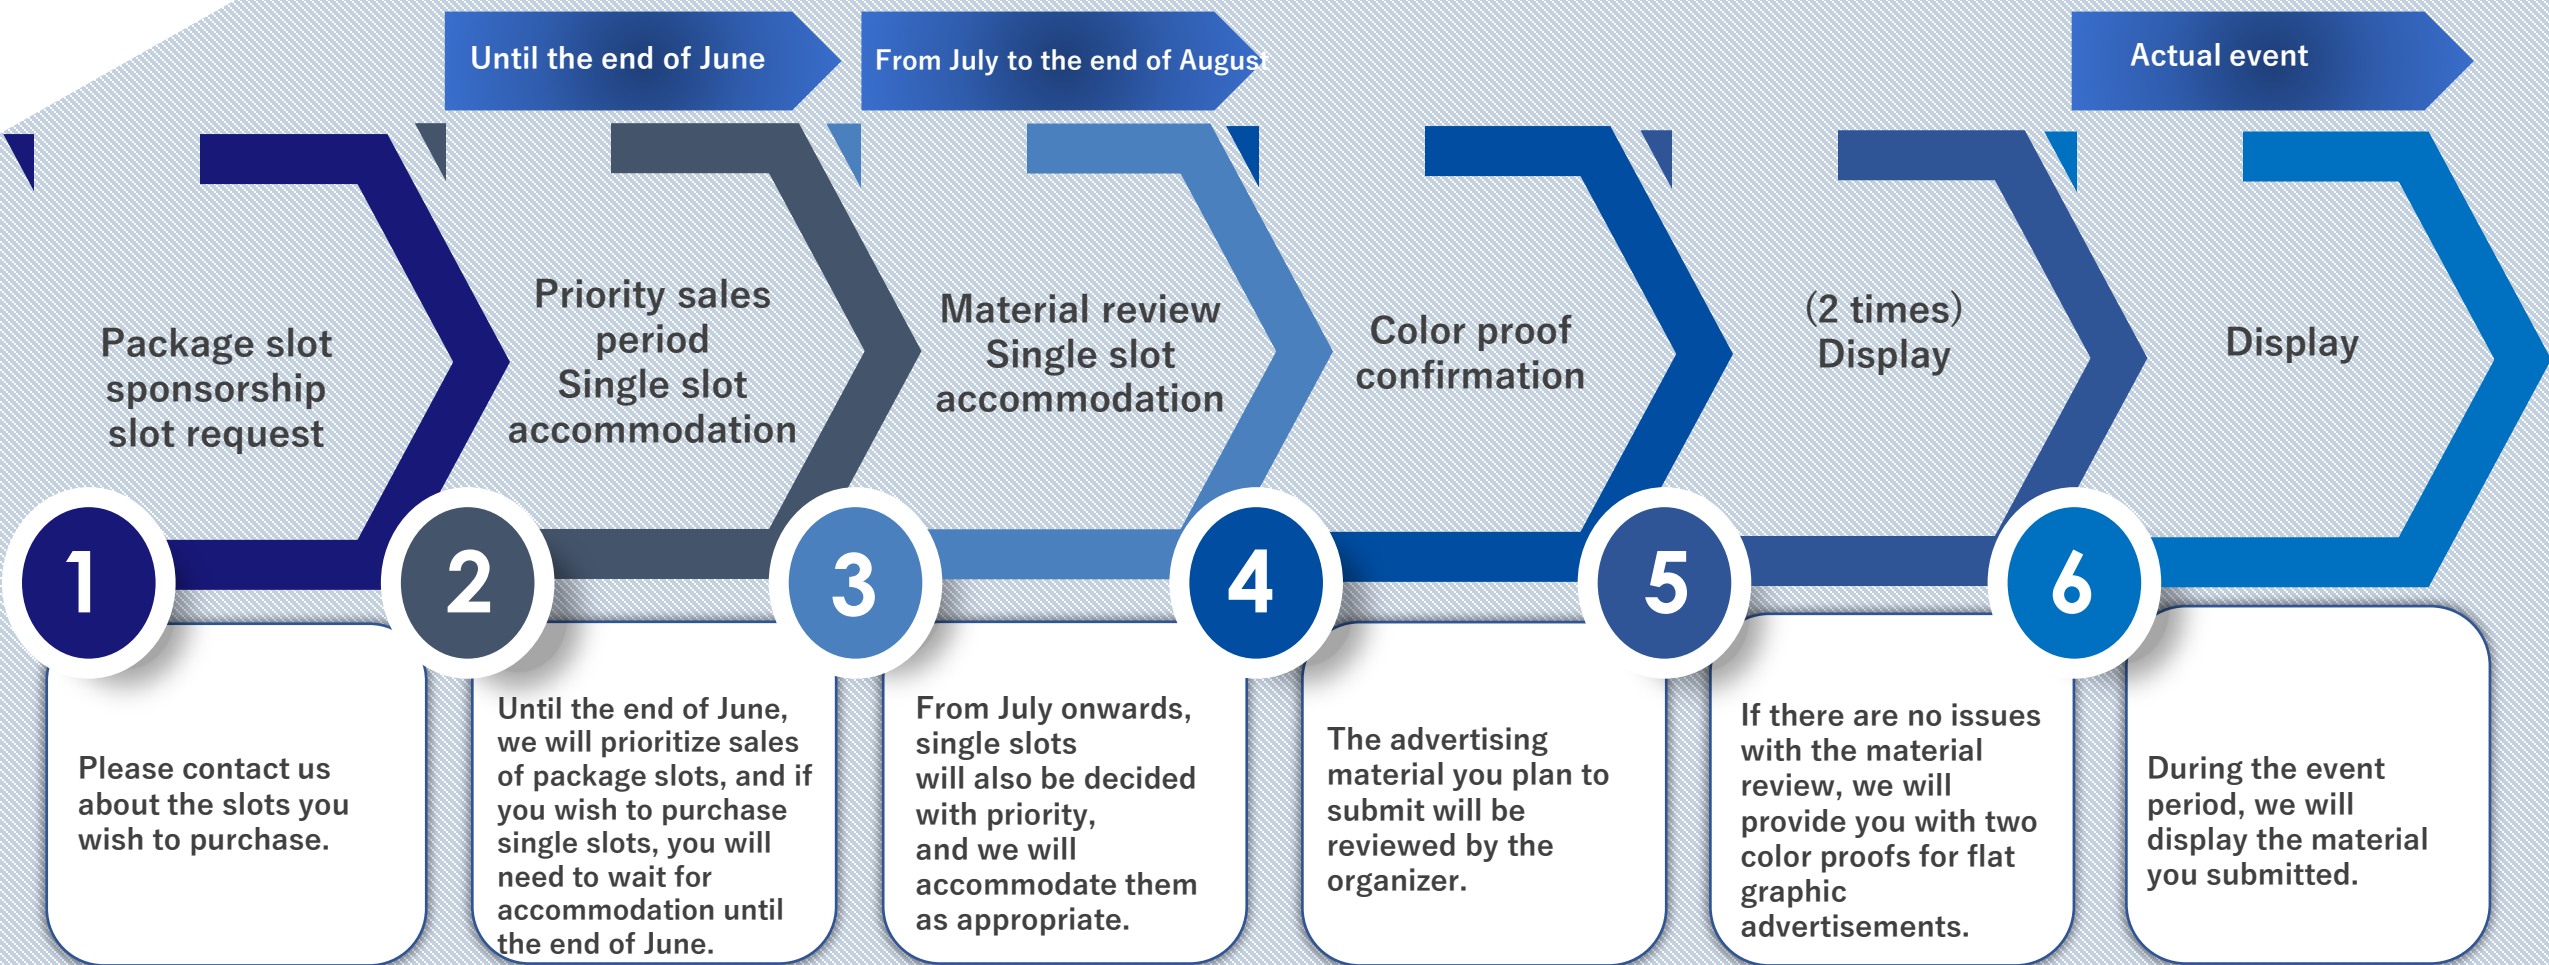 Until the end of June
From July to the end of August
Actual event
Package slot
sponsorship
slot request
Priority sales
period
Single slot
accommodation
Material review
Single slot
accommodation
Color proof
confirmation
(2 times)
Display
Display
1
2
3
4
5
6
Please contact us
about the slots you
wish to purchase.
Until the end of June,
we will prioritize sales
of package slots, and if
you wish to purchase
single slots, you will
need to wait for
accommodation until
the end of June.
From July onwards,
single slots
will also be decided
with priority,
and we will
accommodate them
as appropriate.
The advertising
material you plan to
submit will be
reviewed by the
organizer.
If there are no issues
with the material
review, we will
provide you with two
color proofs for flat
graphic
advertisements.
During the event
period, we will
display the material
you submitted.